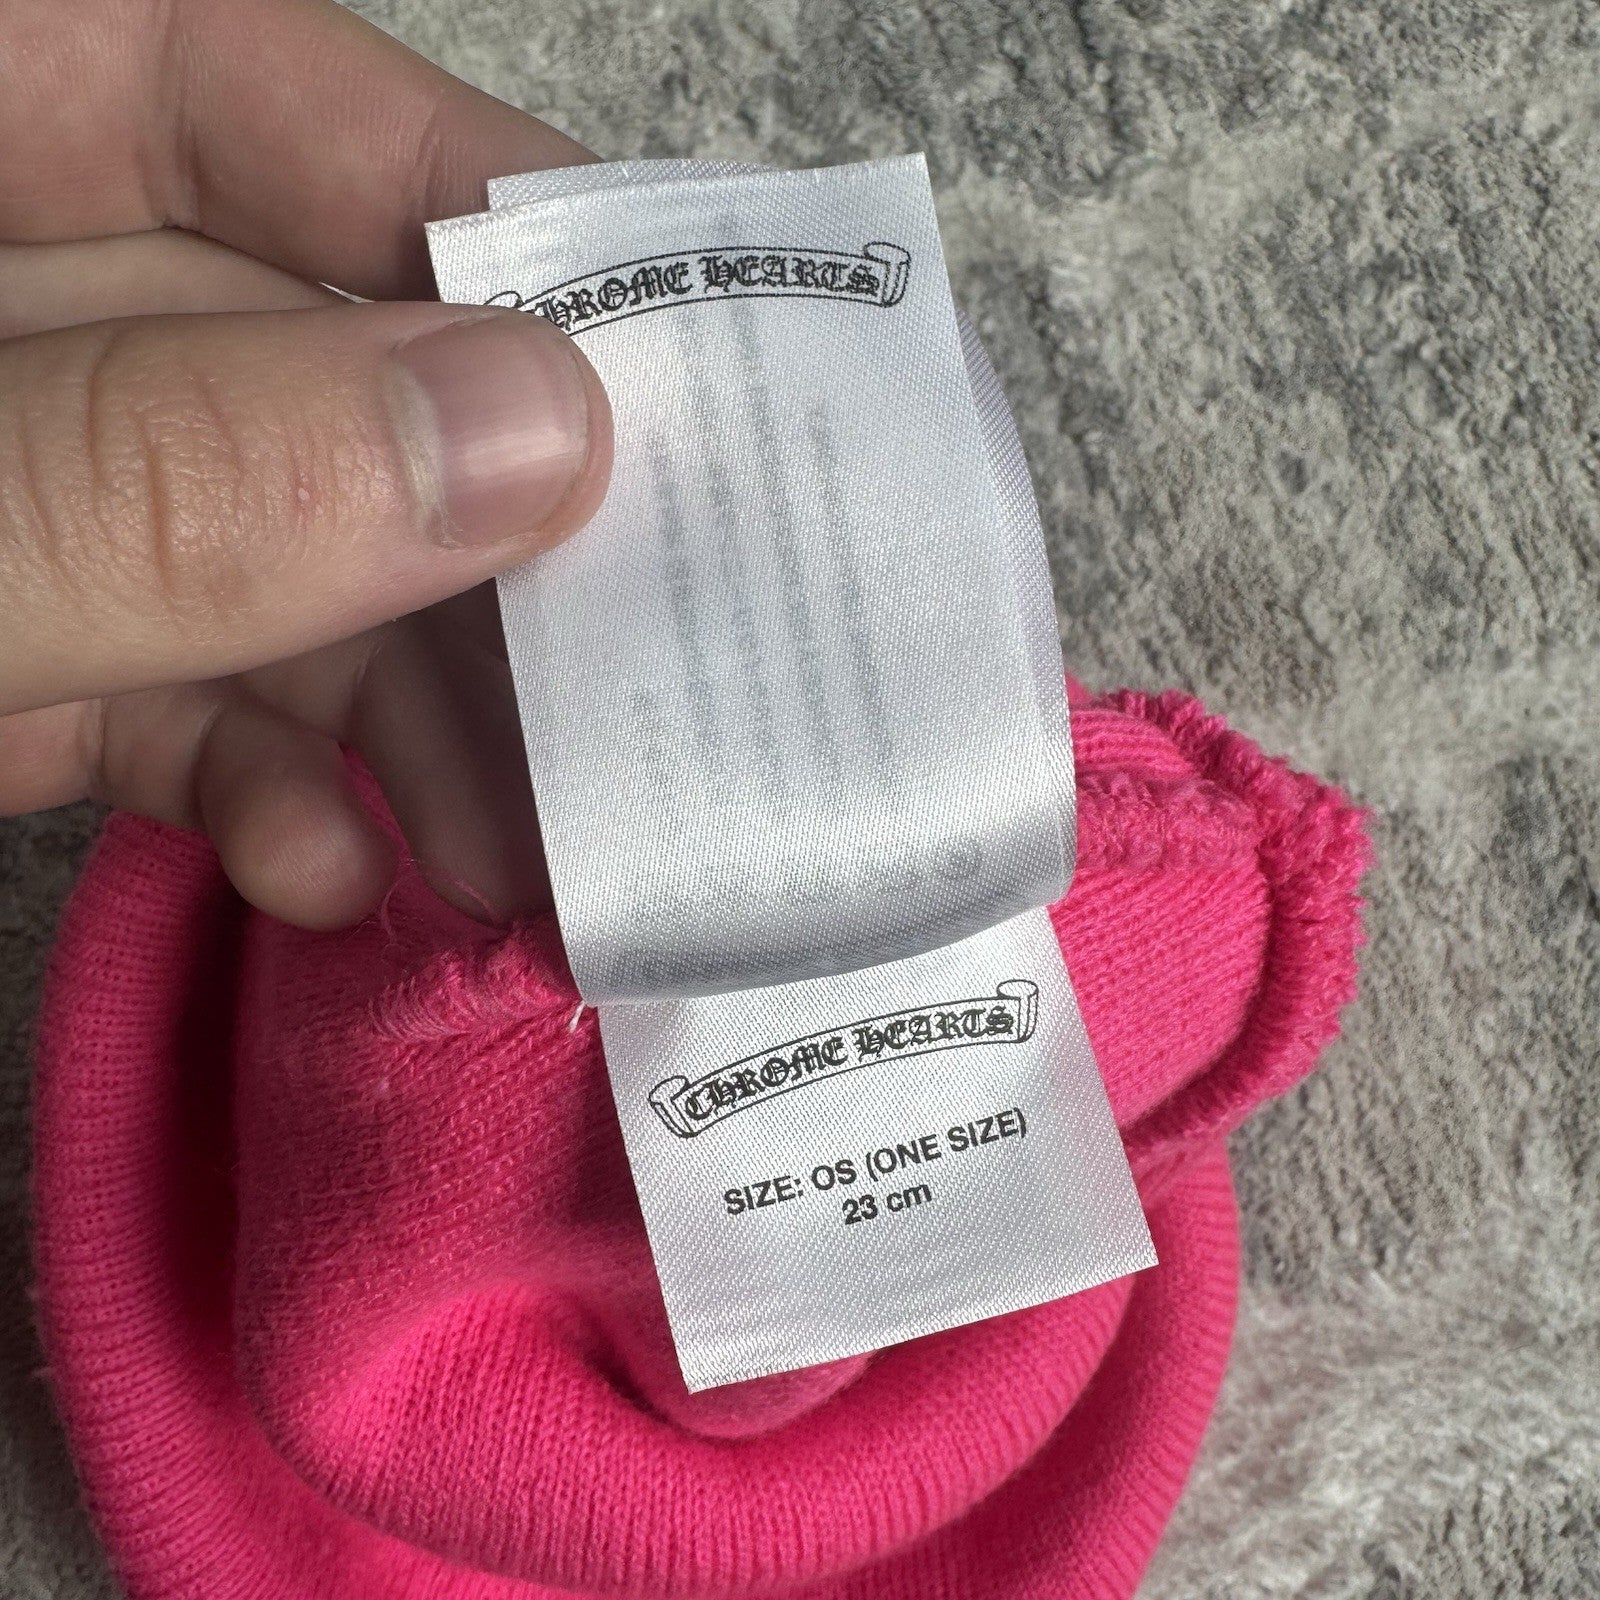 CHROME HEARTS
CHROME HEARTS
SIZE: OS (ONE SIZE)
23 cm